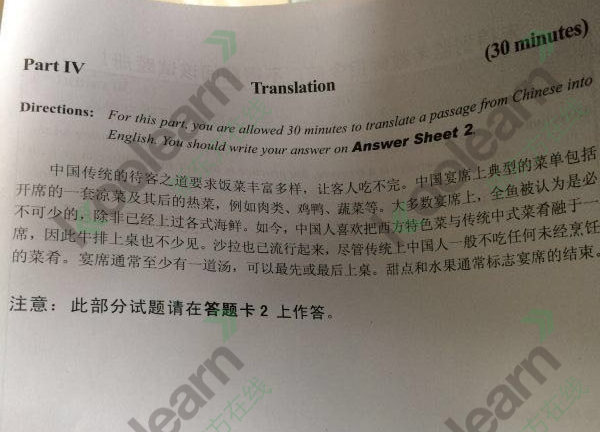 (30 minutes)
Part IV
Translation
Directions: For this part, you are allowed 30 minutes to translate a passage from Chinese into
English. You should write your answer on Answer Sheet 2.
中国传统的待客之道要求饭菜丰富多样，让客人吃不完。中国宴席上典型的菜单包括
开席的一套凉菜及其后的热菜，例如肉类、鸡鸭、蔬菜等。大多数宴席上，全鱼被认为是必
不可少的，除非已经上过各式海鲜。如今，中国人喜欢把西方特色菜与传统中式菜肴融于一
席，因此牛排上桌也不少见。沙拉也已流行起来，尽管传统上中国人一般不吃任何未经烹饪
的菜肴。宴席通常至少有一道汤，可以最先或最后上桌。甜点和水果通常标志宴席的结束。
注意：此部分试题请在答题卡 2 上作答。